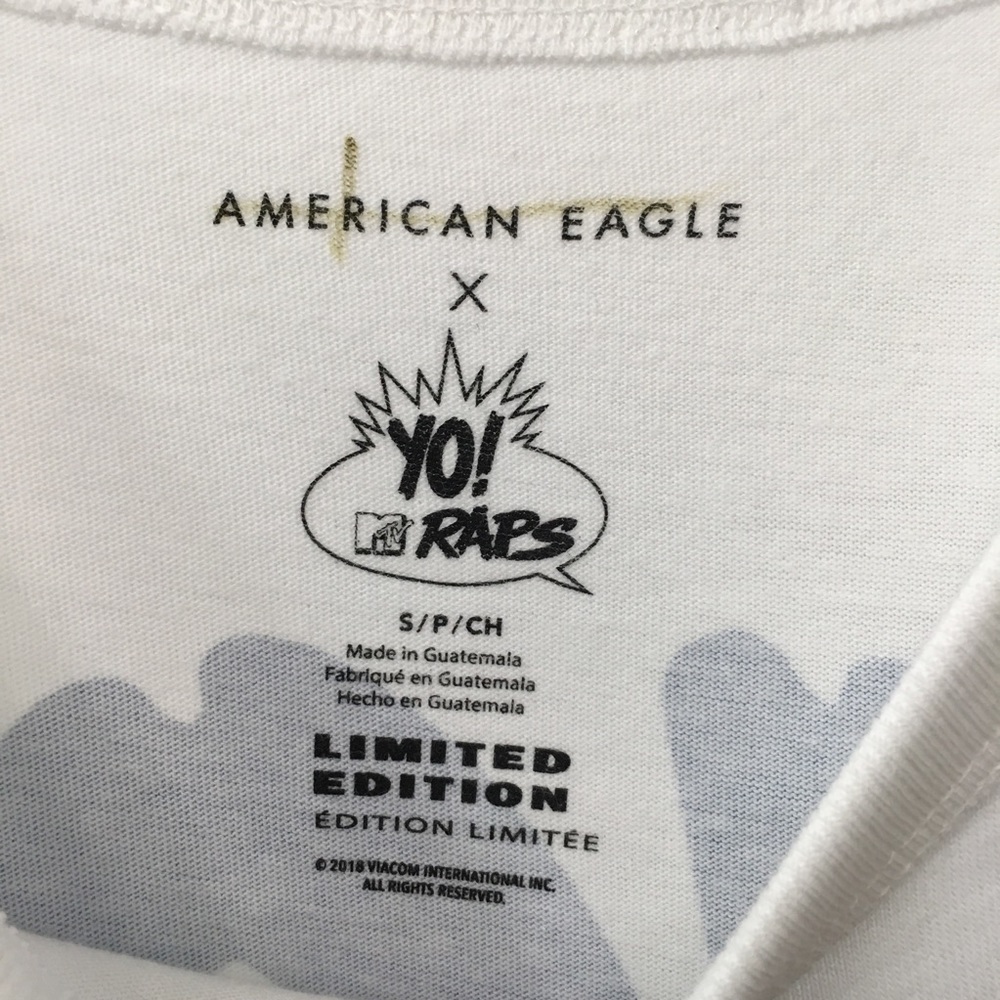 AMERICAN EAGLE
X
YO!
MTV RAPS
S/P/CH
Made in Guatemala
Fabriqué en Guatemala
Hecho en Guatemala
LIMITED
EDITION
ÉDITION LIMITÉE
© 2018 VIACOM INTERNATIONAL INC.
ALL RIGHTS RESERVED.